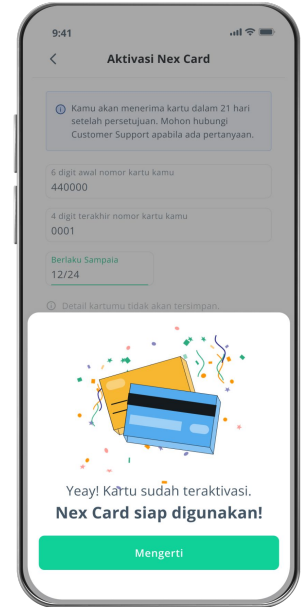 9:41
Aktivasi Nex Card
Kamu akan menerima kartu dalam 21 hari
setelah persetujuan. Mohon hubungi
Customer Support apabila ada pertanyaan.
6 digit awal nomor kartu kamu
440000
4 digit terakhir nomor kartu kamu
0001
Berlaku Sampaia
12/24
Detail kartumu tidak akan tersimpan.
Yeay! Kartu sudah teraktivasi.
Nex Card siap digunakan!
Mengerti